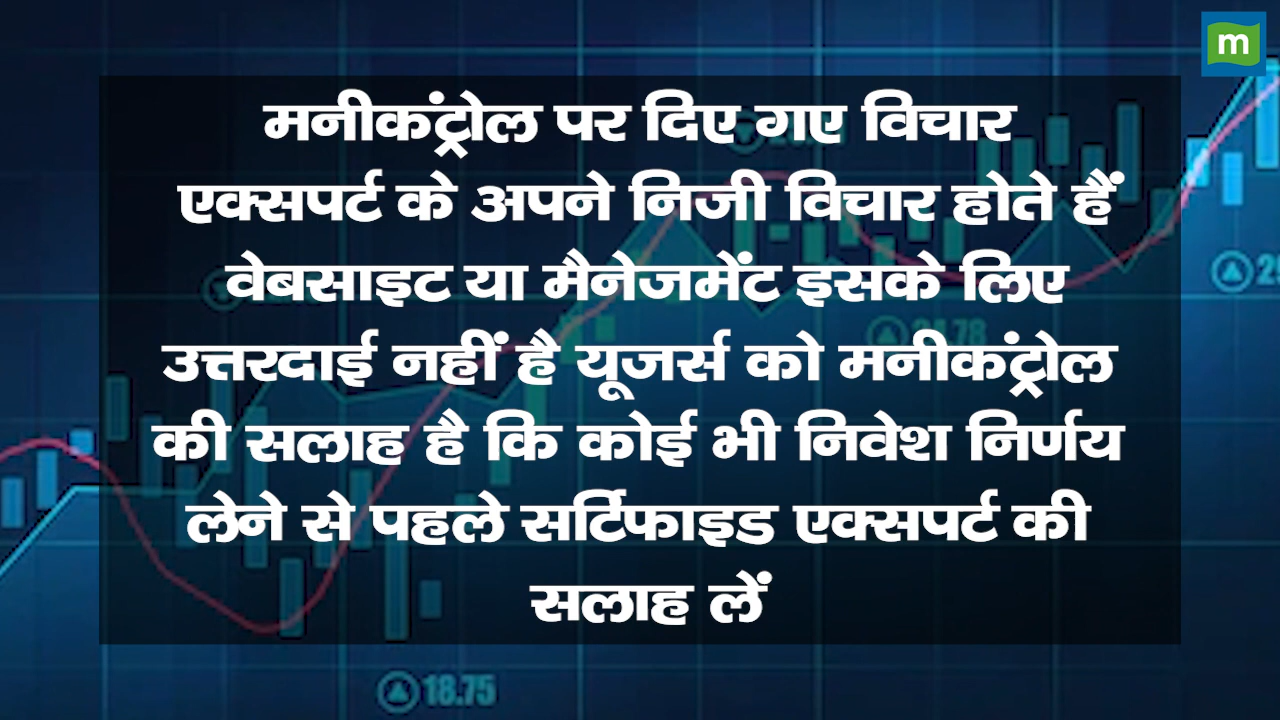 m
मनीकंट्रोल पर दिए गए विचार
एक्सपर्ट के अपने निजी विचार होते हैं
वेबसाइट या मैनेजमेंट इसके लिए
उत्तरदाई नहीं है यूजर्स को मनीकंट्रोल
की सलाह है कि कोई भी निवेश निर्णय
लेने से पहले सर्टिफाइड एक्सपर्ट की
सलाह लें
18.75